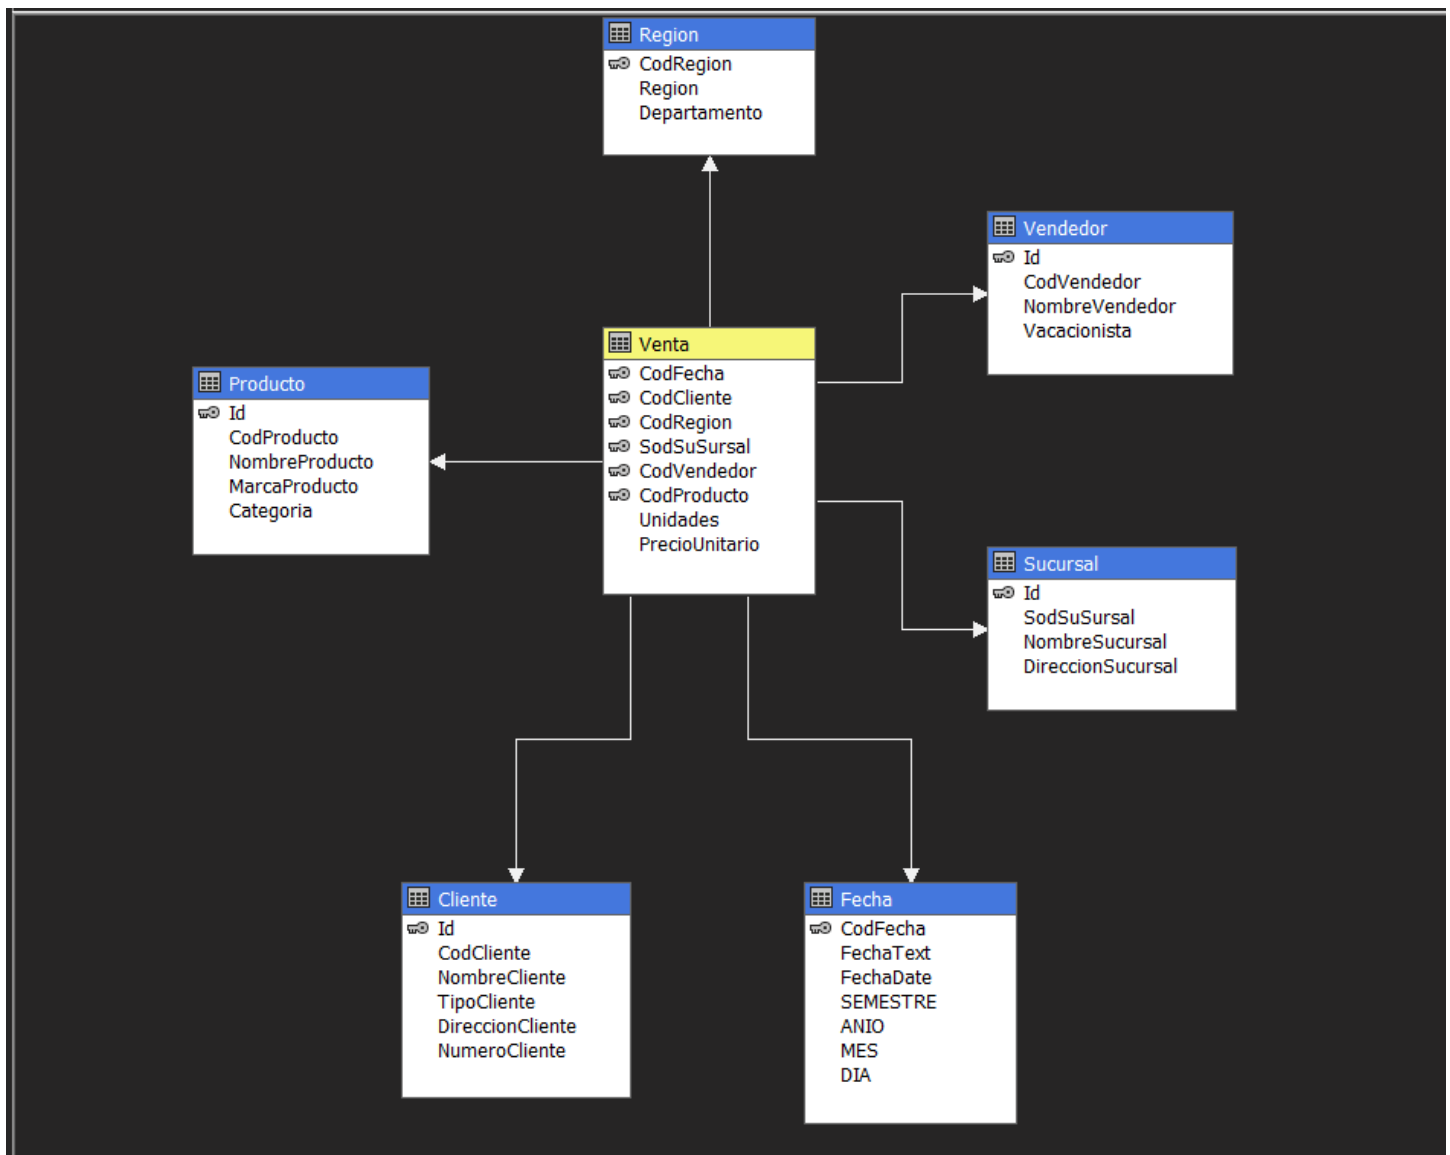 Region
CodRegion
Region
Departamento
Vendedor
Id
CodVendedor
NombreVendedor
Vacacionista
Venta
CodFecha
CodCliente
CodRegion
SodSuSursal
CodVendedor
CodProducto
Unidades
PrecioUnitario
Producto
Id
CodProducto
NombreProducto
MarcaProducto
Categoria
Sucursal
Id
SodSuSursal
NombreSucursal
DireccionSucursal
Cliente
Id
CodCliente
NombreCliente
TipoCliente
DireccionCliente
NumeroCliente
Fecha
CodFecha
FechaText
FechaDate
SEMESTRE
ANIO
MES
DIA